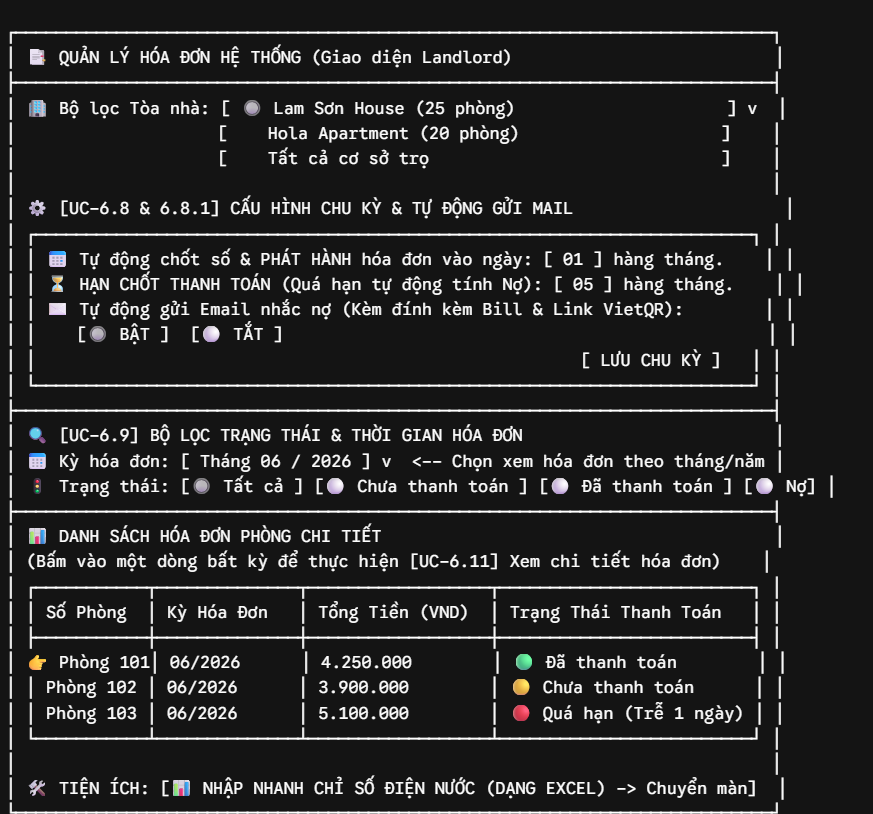 📑 QUẢN LÝ HÓA ĐƠN HỆ THỐNG (Giao diện Landlord)
🏢 Bộ lọc Tòa nhà: [ 🔘 Lam Sơn House (25 phòng) ] v
[ Hola Apartment (20 phòng) ]
[ Tất cả cơ sở trọ ]
⚙️ [UC-6.8 & 6.8.1] CẤU HÌNH CHU KỲ & TỰ ĐỘNG GỬI MAIL
📅 Tự động chốt số & PHÁT HÀNH hóa đơn vào ngày: [ 01 ] hàng tháng.
⏳ HẠN CHỐT THANH TOÁN (Quá hạn tự động tính Nợ): [ 05 ] hàng tháng.
✉️ Tự động gửi Email nhắc nợ (Kèm đính kèm Bill & Link VietQR):
[🔘 BẬT ] [⚪ TẮT ]
[ LƯU CHU KỲ ]
🔍 [UC-6.9] BỘ LỌC TRẠNG THÁI & THỜI GIAN HÓA ĐƠN
📅 Kỳ hóa đơn: [ Tháng 06 / 2026 ] v <-- Chọn xem hóa đơn theo tháng/năm
🚦 Trạng thái: [🔘 Tất cả ] [⚪ Chưa thanh toán ] [⚪ Đã thanh toán ] [⚪ Nợ]
📊 DANH SÁCH HÓA ĐƠN PHÒNG CHI TIẾT
(Bấm vào một dòng bất kỳ để thực hiện [UC-6.11] Xem chi tiết hóa đơn)
Số Phòng | Kỳ Hóa Đơn | Tổng Tiền (VND) | Trạng Thái Thanh Toán
👉 Phòng 101 | 06/2026 | 4.250.000 | 🟢 Đã thanh toán
Phòng 102 | 06/2026 | 3.900.000 | 🟡 Chưa thanh toán
Phòng 103 | 06/2026 | 5.100.000 | 🔴 Quá hạn (Trễ 1 ngày)
🛠️ TIỆN ÍCH: [📊 NHẬP NHANH CHỈ SỐ ĐIỆN NƯỚC (DẠNG EXCEL) -> Chuyển màn]